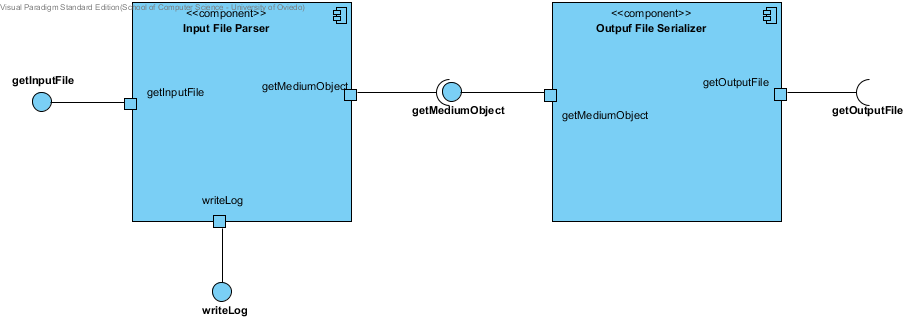 Visual Paradigm Standard Edition(School of Computer Science - University of Oviedo)
<<component>>
Input File Parser
<<component>>
Outpuf File Serializer
getInputFile
getInputFile
getMediumObject
getMediumObject
getMediumObject
getOutputFile
getOutputFile
writeLog
writeLog